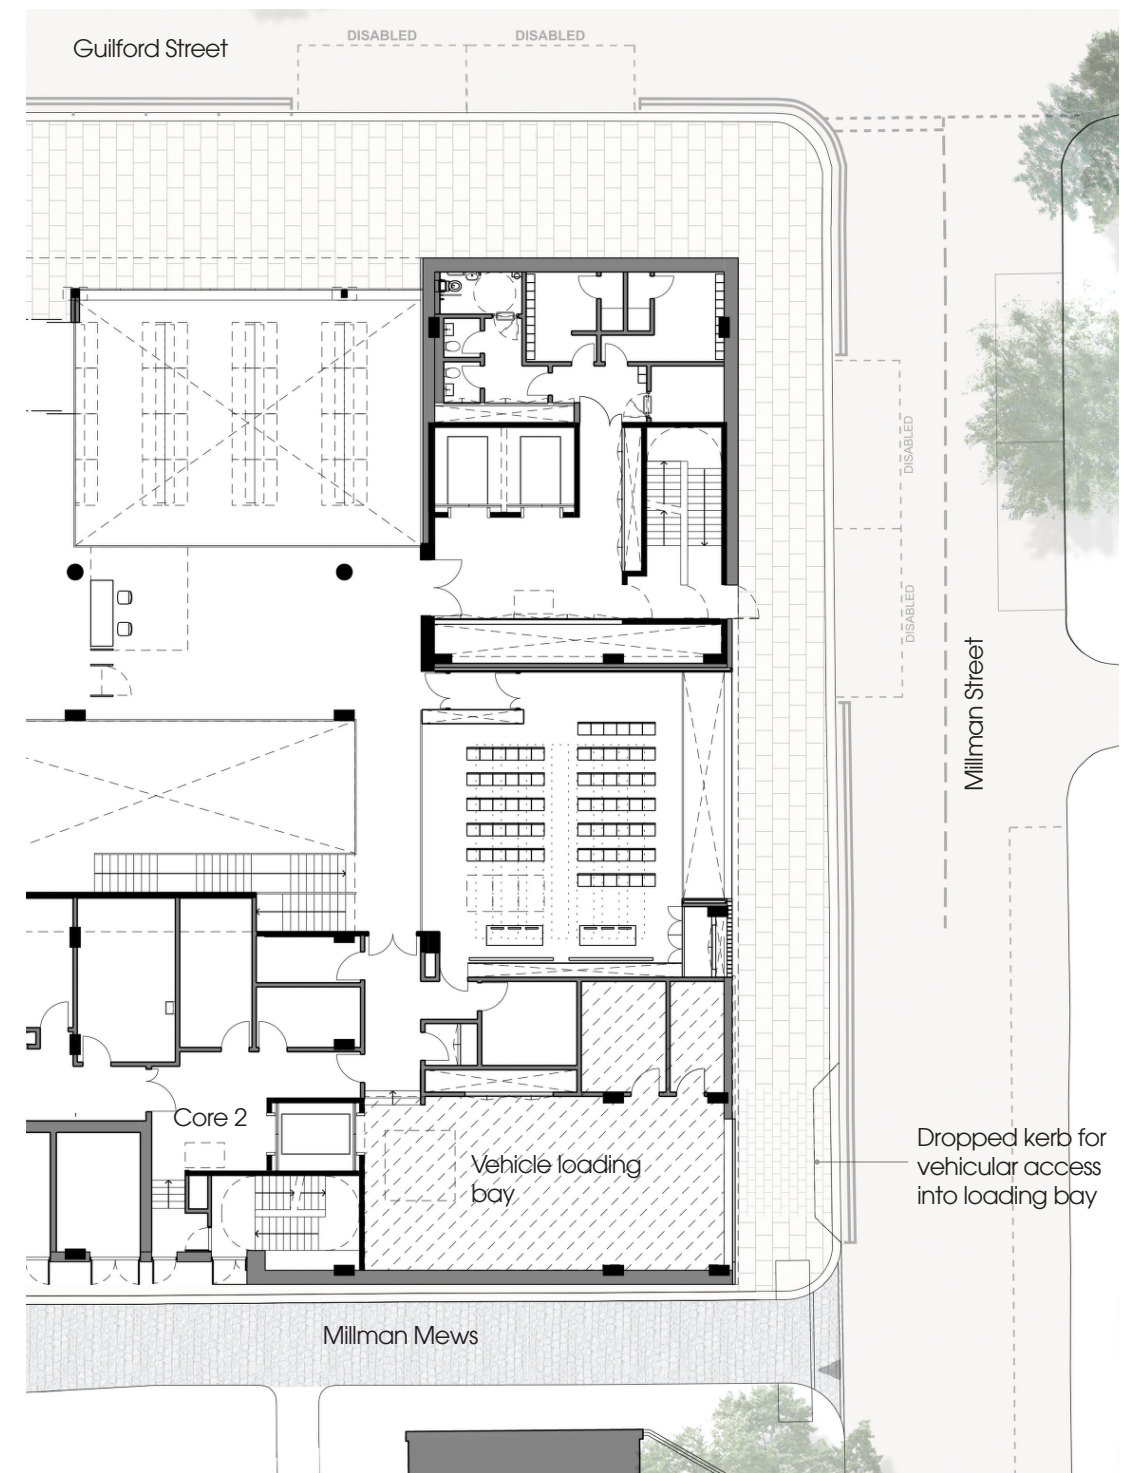 DISABLED
DISABLED
Guilford Street
DISABLED
DISABLED
Millman Street
Core 2
Vehicle loading
bay
Dropped kerb for
vehicular access
into loading bay
Millman Mews